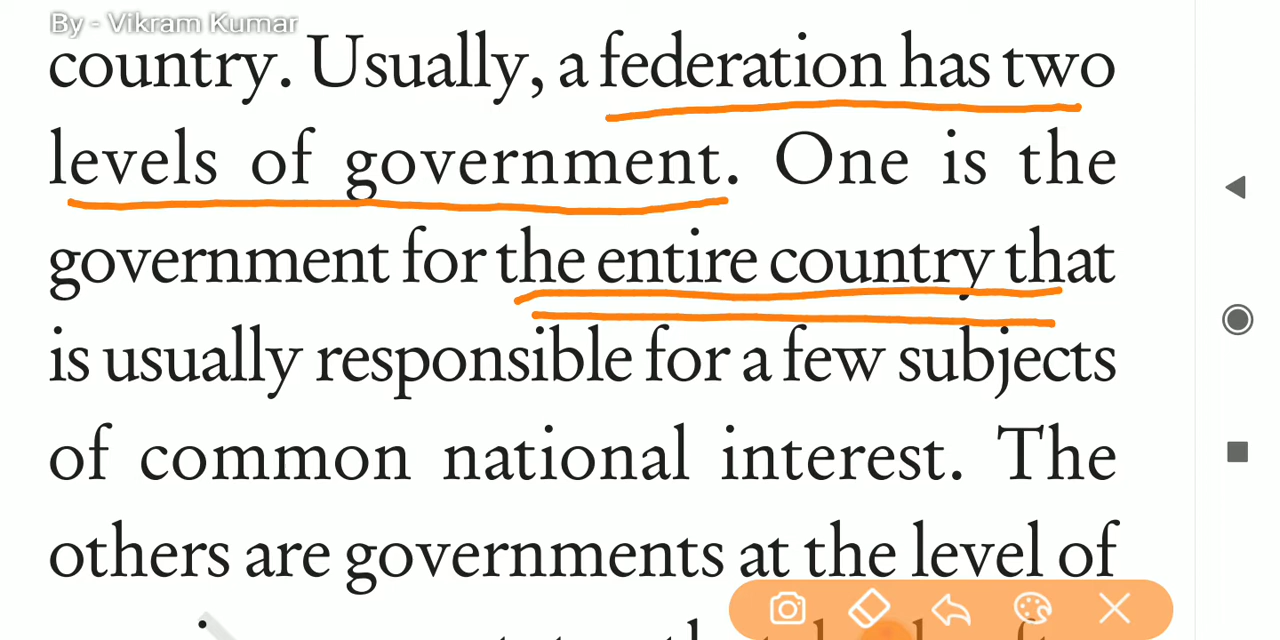 By - Vikram Kumar
country. Usually, a federation has two
levels of government. One is the
government for the entire country that
is usually responsible for a few subjects
of common national interest. The
others are governments at the level of